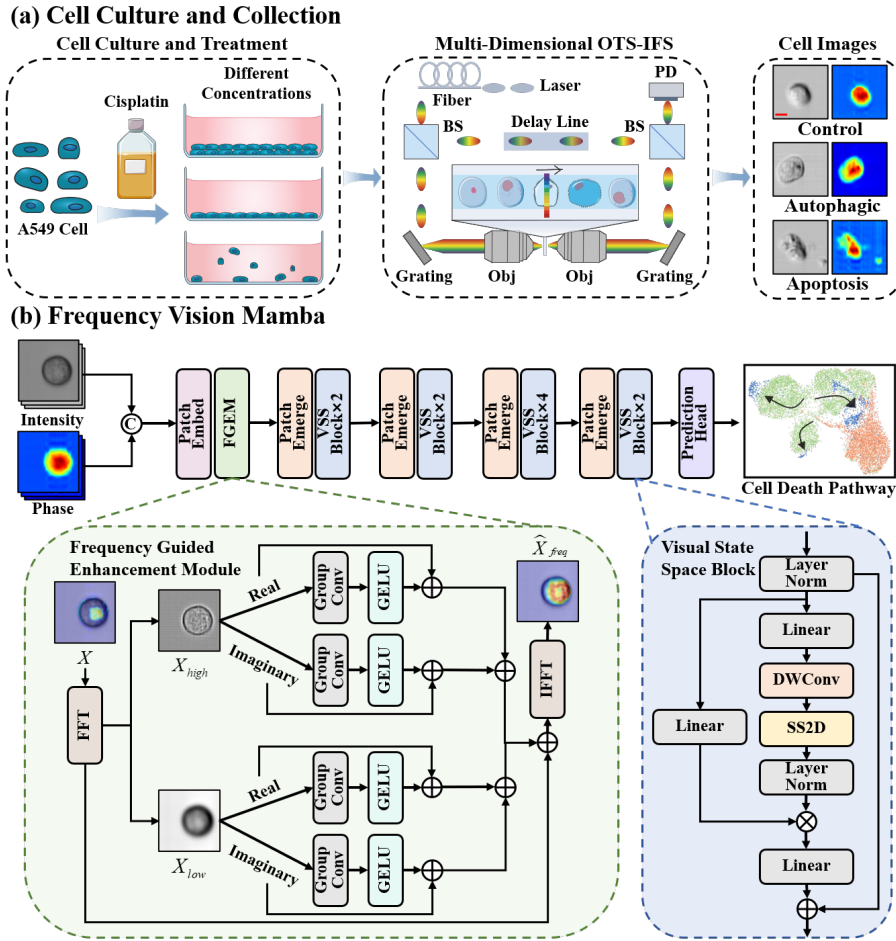 (a) Cell Culture and Collection
Cell Culture and Treatment
Cisplatin
Different
Concentrations
A549 Cell
Multi-Dimensional OTS-IFS
Fiber
Laser
PD
BS
Delay Line
BS
Grating
Obj
Obj
Grating
Cell Images
Control
Autophagic
Apoptosis
(b) Frequency Vision Mamba
Intensity
Phase
C
Patch
Embed
FGEM
Patch
Emerge
VSS
Block×2
Patch
Emerge
VSS
Block×2
Patch
Emerge
VSS
Block×4
Patch
Emerge
VSS
Block×2
Prediction
Head
Cell Death Pathway
Frequency Guided
Enhancement Module
X
FFT
X_high
Real
Imaginary
Group
Conv
GELU
Group
Conv
GELU
X_low
Real
Imaginary
Group
Conv
GELU
Group
Conv
GELU
X̂_freq
IFFT
Visual State
Space Block
Layer
Norm
Linear
DWConv
Linear
SS2D
Layer
Norm
Linear